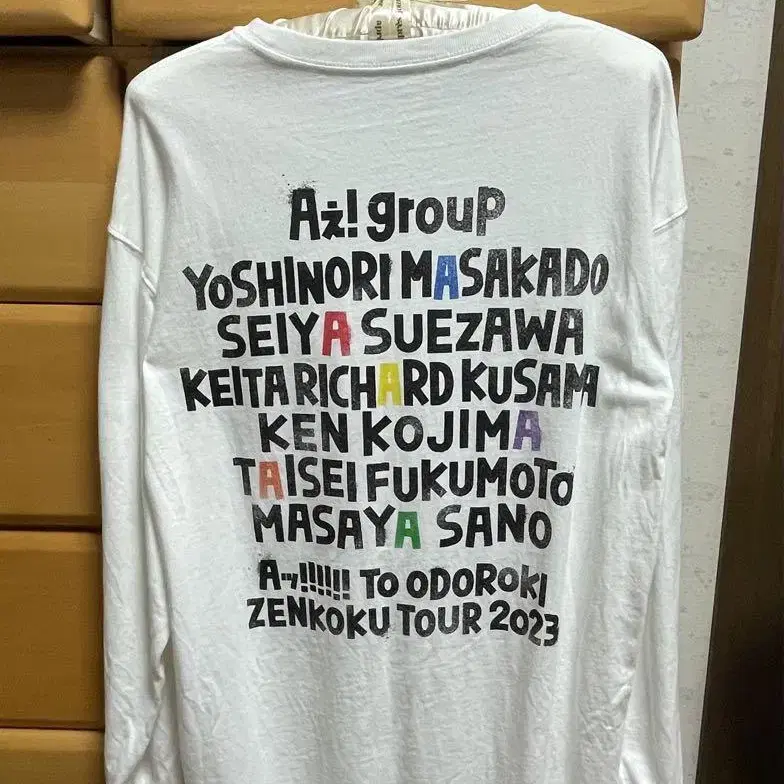 Aぇ! group
YOSHINORI MASAKADO
SEIYA SUEZAWA
KEITA RICHARD KUSAMA
KEN KOJIMA
TAISEI FUKUMOTO
MASAYA SANO
Aッ!!!!!! TO ODOROKI
ZENKOKU TOUR 2023